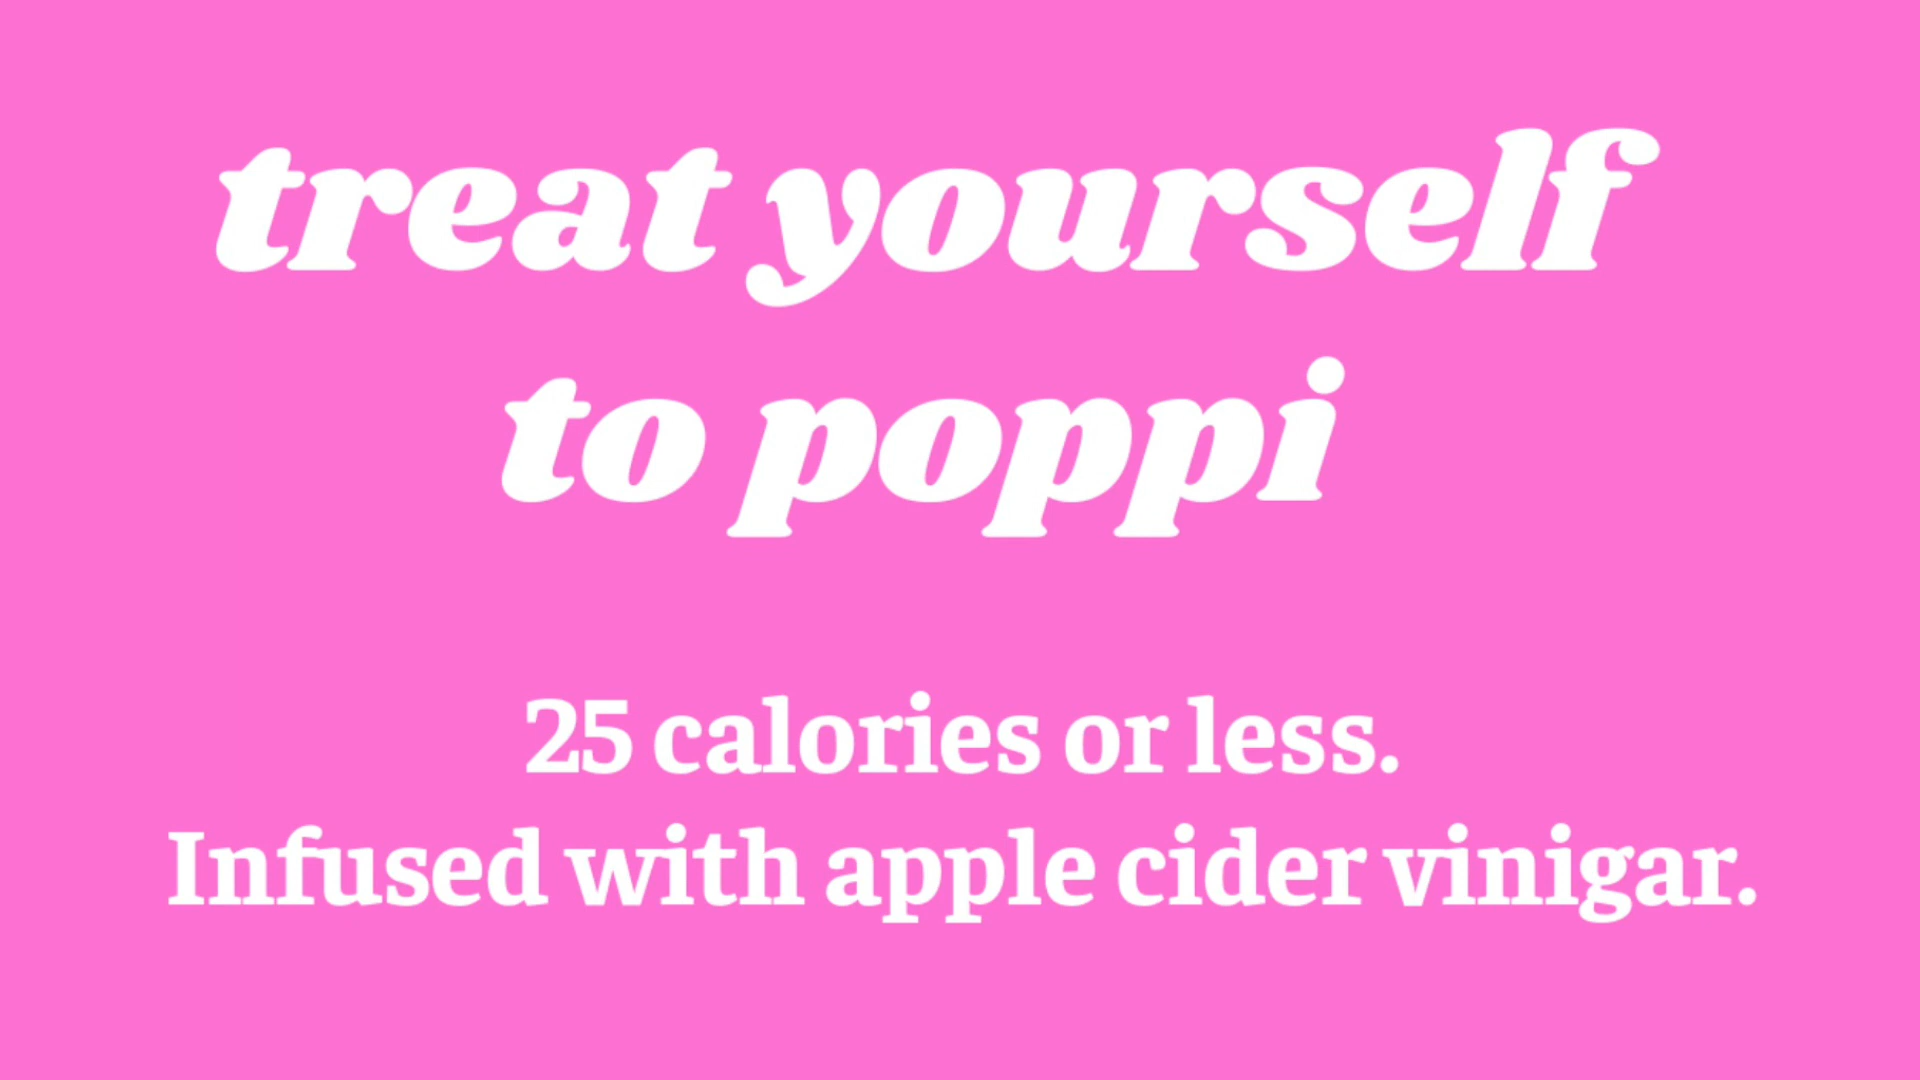 treat yourself
to poppi
25 calories or less.
Infused with apple cider vinigar.